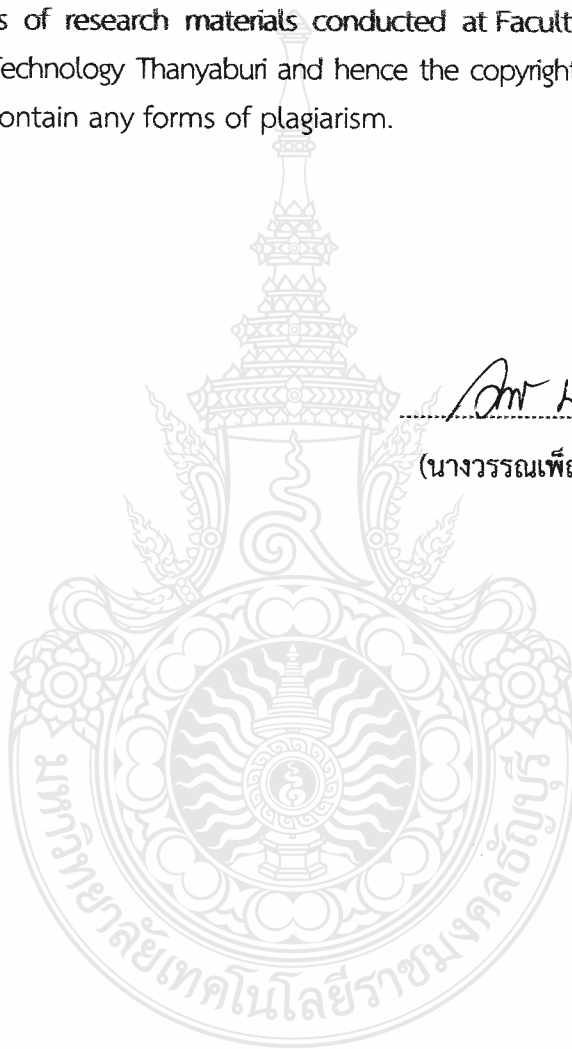 s of research materials conducted at Facult
Technology Thanyaburi and hence the copyright
ontain any forms of plagiarism.
(นางวรรณเพ็ญ
มหาวิทยาลัยเทคโนโลยีราชมงคลธัญบุรี